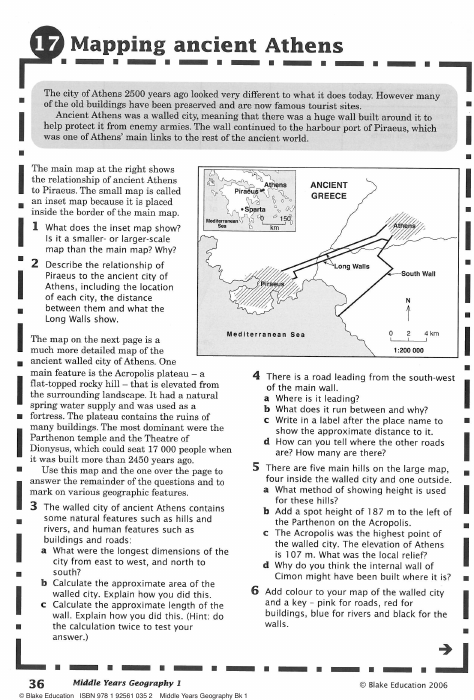 17 Mapping ancient Athens
The city of Athens 2500 years ago looked very different to what it does today. However many
of the old buildings have been preserved and are now famous tourist sites.
Ancient Athens was a walled city, meaning that there was a huge wall built around it to
help protect it from enemy armies. The wall continued to the harbour port of Piraeus, which
was one of Athens' main links to the rest of the ancient world.
The main map at the right shows
the relationship of ancient Athens
to Piraeus. The small map is called
an inset map because it is placed
inside the border of the main map.
1 What does the inset map show?
Is it a smaller- or larger-scale
map than the main map? Why?
2 Describe the relationship of
Piraeus to the ancient city of
Athens, including the location
of each city, the distance
between them and what the
Long Walls show.
The map on the next page is a
much more detailed map of the
ancient walled city of Athens. One
main feature is the Acropolis plateau – a
flat-topped rocky hill – that is elevated from
the surrounding landscape. It had a natural
spring water supply and was used as a
fortress. The plateau contains the ruins of
many buildings. The most dominant were the
Parthenon temple and the Theatre of
Dionysus, which could seat 17 000 people when
it was built more than 2450 years ago.
Use this map and the one over the page to
answer the remainder of the questions and to
mark on various geographic features.
3 The walled city of ancient Athens contains
some natural features such as hills and
rivers, and human features such as
buildings and roads:
a What were the longest dimensions of the
city from east to west, and north to
south?
b Calculate the approximate area of the
walled city. Explain how you did this.
c Calculate the approximate length of the
wall. Explain how you did this. (Hint: do
the calculation twice to test your
answer.)
Athens
Piraeus
Sparta
Mediterranean
Sea
0 150
km
ANCIENT
GREECE
Athens
Long Walls
South Wall
Piraeus
N
Mediterranean Sea
0 2 4 km
1:200 000
4 There is a road leading from the south-west
of the main wall.
a Where is it leading?
b What does it run between and why?
c Write in a label after the place name to
show the approximate distance to it.
d How can you tell where the other roads
are? How many are there?
5 There are five main hills on the large map,
four inside the walled city and one outside.
a What method of showing height is used
for these hills?
b Add a spot height of 187 m to the left of
the Parthenon on the Acropolis.
c The Acropolis was the highest point of
the walled city. The elevation of Athens
is 107 m. What was the local relief?
d Why do you think the internal wall of
Cimon might have been built where it is?
6 Add colour to your map of the walled city
and a key – pink for roads, red for
buildings, blue for rivers and black for the
walls.
36 Middle Years Geography 1 © Blake Education 2006
© Blake Education ISBN 978 1 92561 035 2 Middle Years Geography Bk 1